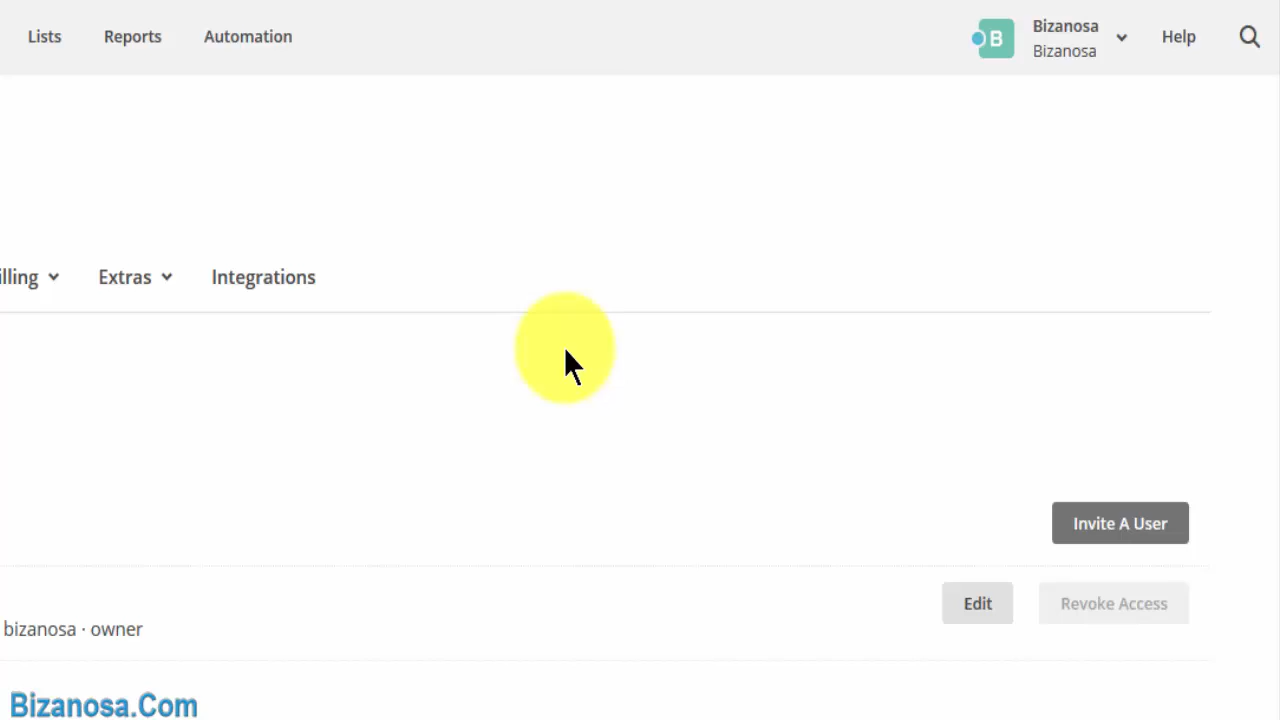 Lists Reports Automation B Bizanosa Help
Bizanosa
illing Extras Integrations
Invite A User
Edit Revoke Access
bizanosa · owner
Bizanosa.Com